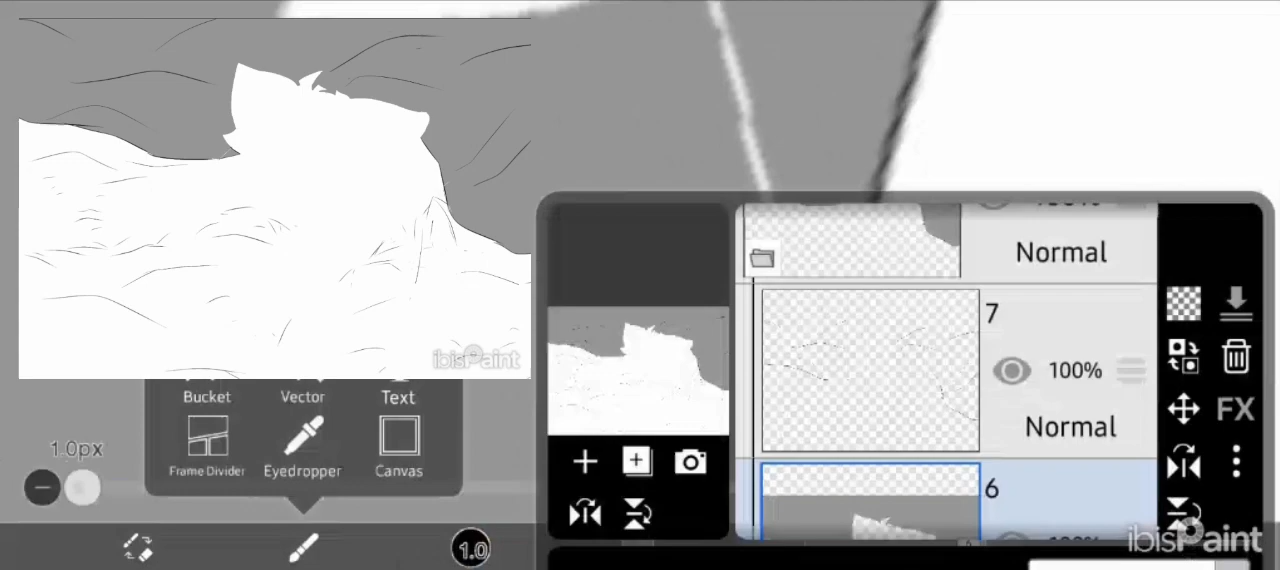 ibisPaint
Bucket
Vector
Text
Frame Divider
Eyedropper
Canvas
1.0px
1.0
Normal
7
100%
Normal
6
FX
ibisPaint